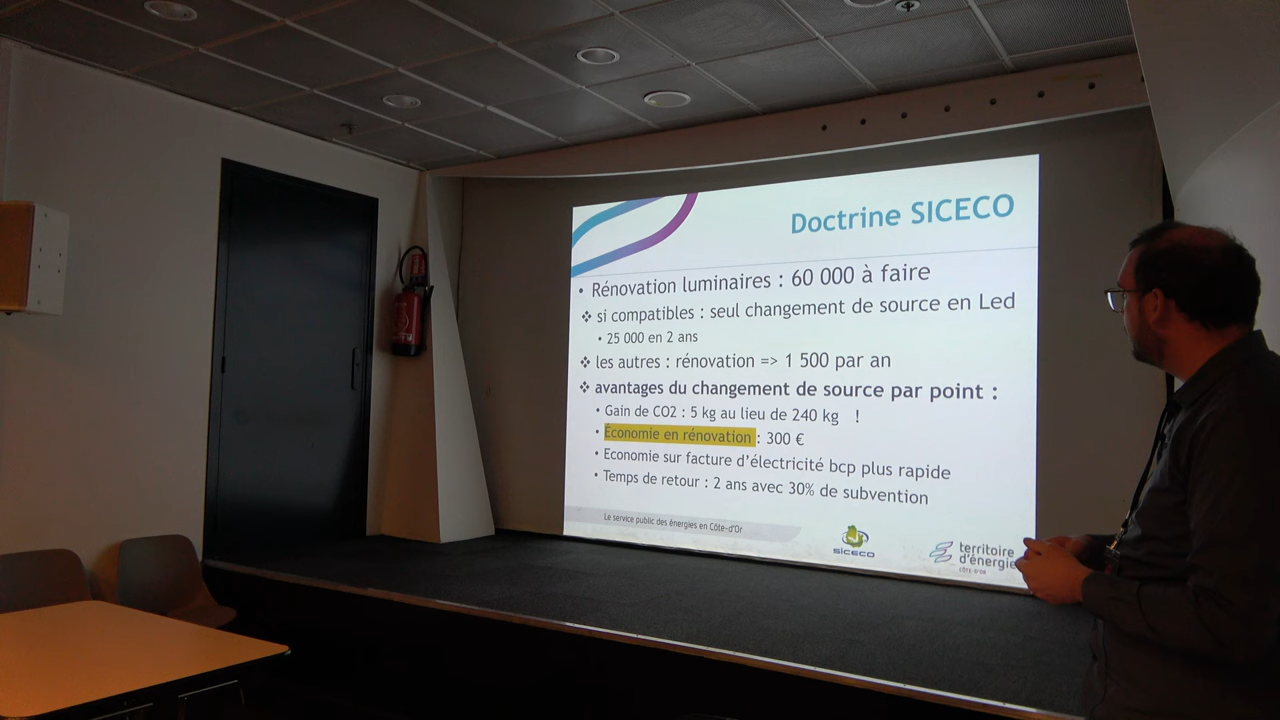 Doctrine SICECO
• Rénovation luminaires : 60 000 à faire
❖ si compatibles : seul changement de source en Led
• 25 000 en 2 ans
❖ les autres : rénovation => 1 500 par an
❖ avantages du changement de source par point :
• Gain de CO2 : 5 kg au lieu de 240 kg !
• Économie en rénovation : 300 €
• Economie sur facture d'électricité bcp plus rapide
• Temps de retour : 2 ans avec 30% de subvention
Le service public des énergies en Côte-d'Or
SICECO
territoire
d'énergie
CÔTE-D'OR